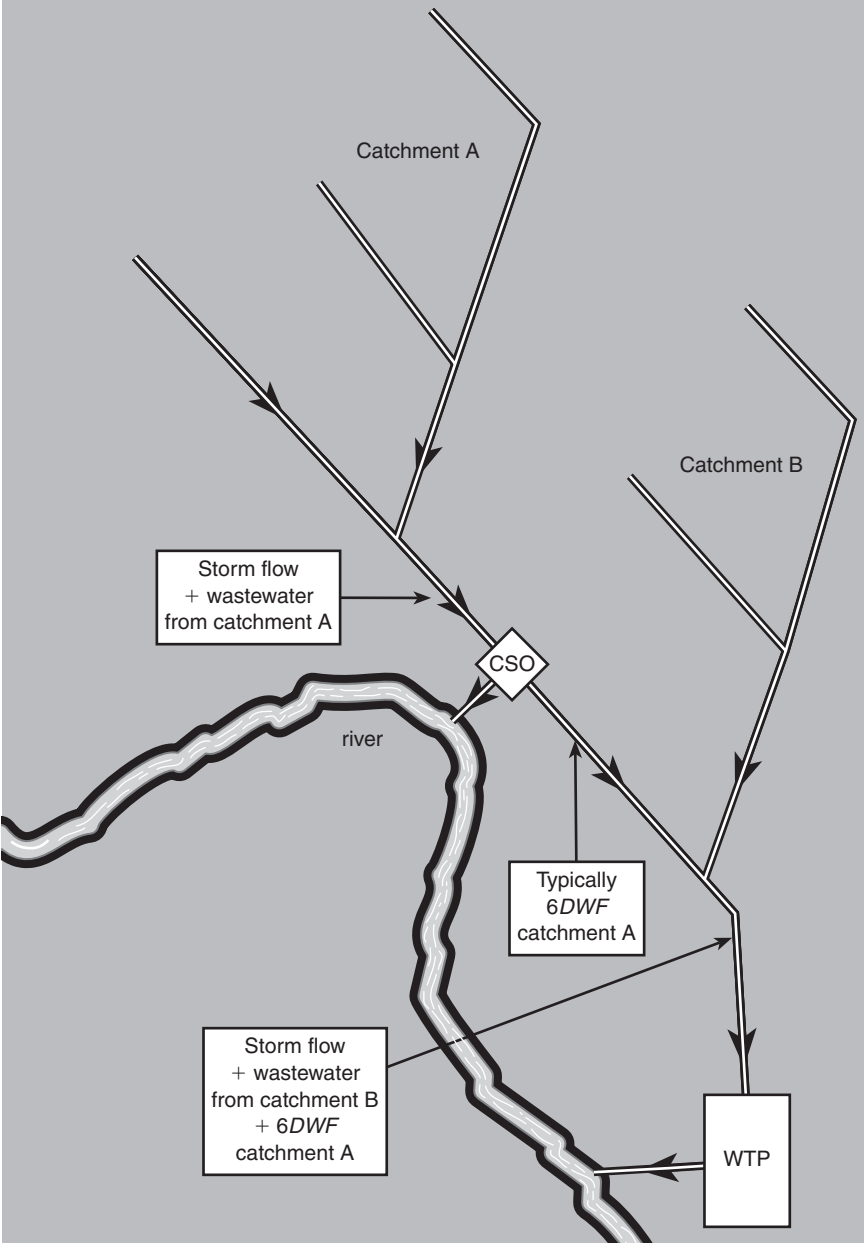 Catchment A
Catchment B
Storm flow
+ wastewater
from catchment A
CSO
river
Typically
6DWF
catchment A
Storm flow
+ wastewater
from catchment B
+ 6DWF
catchment A
WTP